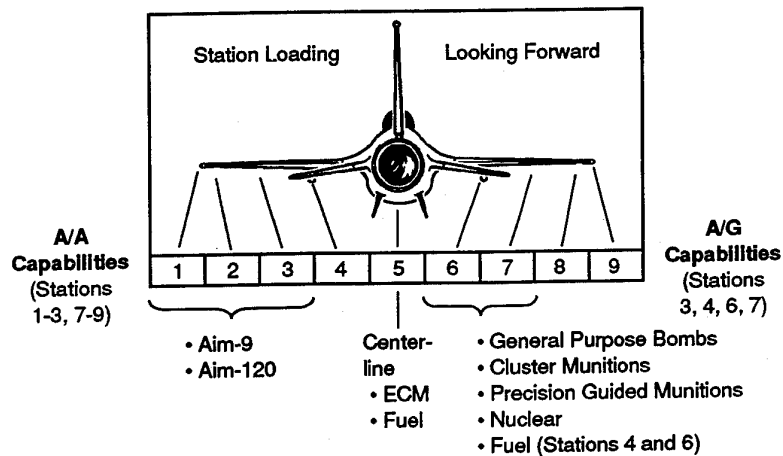 Station Loading
Looking Forward
A/A
Capabilities
(Stations
1-3, 7-9)
1 2 3 4 5 6 7 8 9
A/G
Capabilities
(Stations
3, 4, 6, 7)
• Aim-9
• Aim-120
Center-
line
• ECM
• Fuel
• General Purpose Bombs
• Cluster Munitions
• Precision Guided Munitions
• Nuclear
• Fuel (Stations 4 and 6)